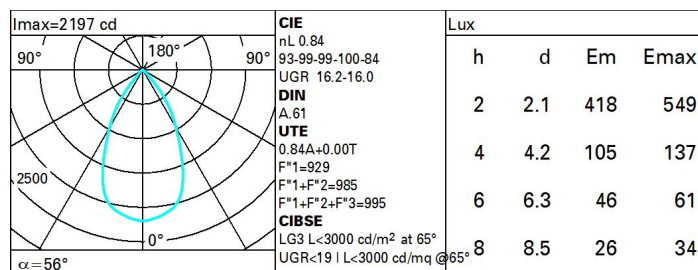 Imax=2197 cd
90° 180° 90°
2500
0°
α=56°
CIE
nL 0.84
93-99-99-100-84
UGR 16.2-16.0
DIN
A.61
UTE
0.84A+0.00T
F"1=929
F"1+F"2=985
F"1+F"2+F"3=995
CIBSE
LG3 L<3000 cd/m² at 65°
UGR<19 | L<3000 cd/mq @65°
Lux
h d Em Emax
2 2.1 418 549
4 4.2 105 137
6 6.3 46 61
8 8.5 26 34